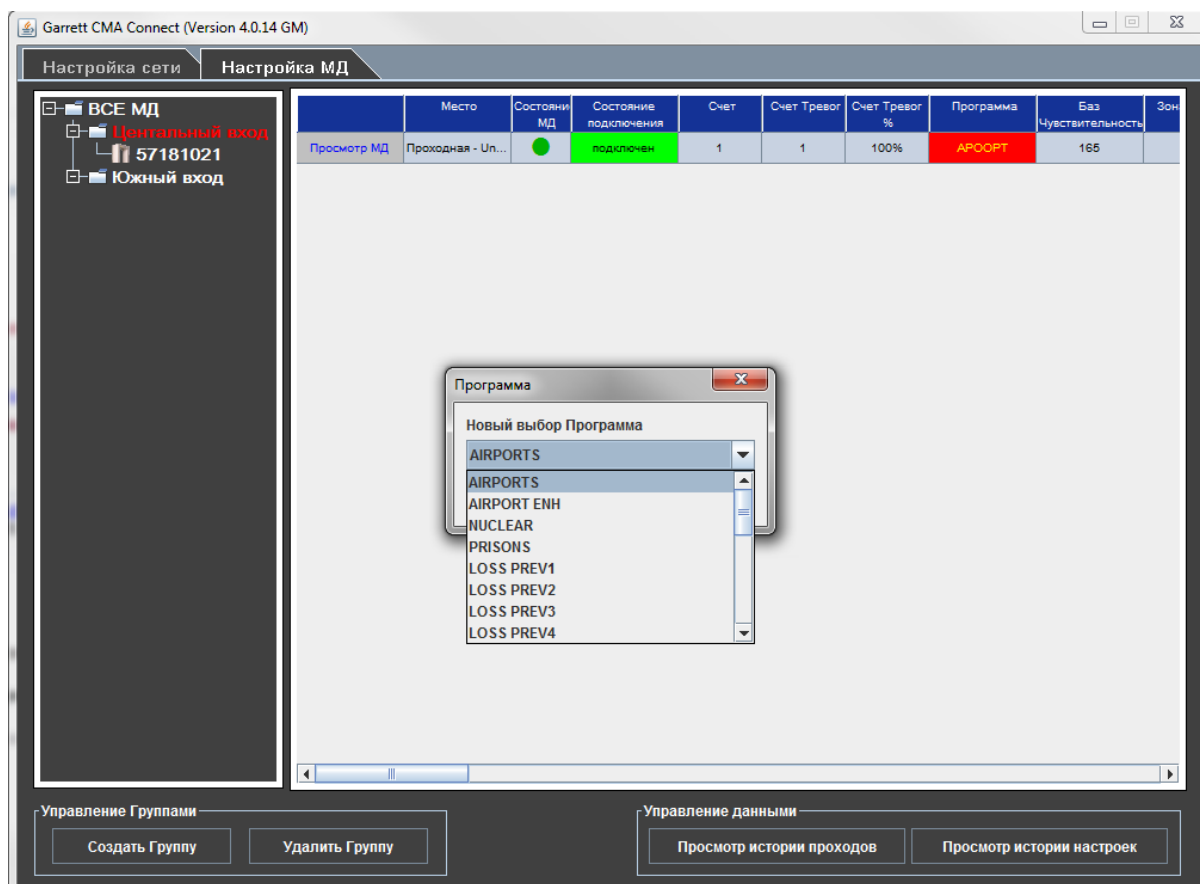 Garrett CMA Connect (Version 4.0.14 GM)
Настройка сети
Настройка МД
ВСЕ МД
Центальный вход
57181021
Южный вход
Место
Состояни
МД
Состояние
подключения
Счет
Счет Тревог
Счет Тревог
%
Программа
Баз
Чувствительность
Зон
Просмотр МД
Проходная - Un...
подключен
1
1
100%
АРООРТ
165
Программа
Новый выбор Программа
AIRPORTS
AIRPORTS
AIRPORT ENH
NUCLEAR
PRISONS
LOSS PREV1
LOSS PREV2
LOSS PREV3
LOSS PREV4
Управление Группами
Создать Группу
Удалить Группу
Управление данными
Просмотр истории проходов
Просмотр истории настроек